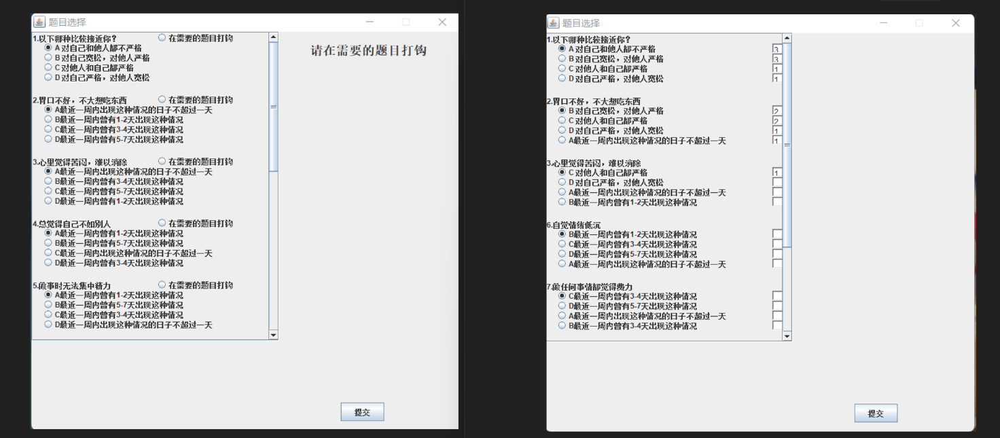 题目选择
1.以下哪种比较接近你？ 在需要的题目打钩
A 对自己和他人都不严格
B 对自己宽松，对他人严格
C 对他人和自己都严格
D 对自己严格，对他人宽松
2.胃口不好，不大想吃东西 在需要的题目打钩
A最近一周内出现这种情况的日子不超过一天
B最近一周内曾有1-2天出现这种情况
C最近一周内曾有3-4天出现这种情况
D最近一周内曾有5-7天出现这种情况
3.心里觉得苦闷，难以消除 在需要的题目打钩
A最近一周内出现这种情况的日子不超过一天
B最近一周内曾有3-4天出现这种情况
C最近一周内曾有5-7天出现这种情况
D最近一周内曾有1-2天出现这种情况
4.总觉得自己不如别人 在需要的题目打钩
A最近一周内曾有1-2天出现这种情况
B最近一周内曾有5-7天出现这种情况
C最近一周内出现这种情况的日子不超过一天
D最近一周内曾有3-4天出现这种情况
5.做事时无法集中精力 在需要的题目打钩
A最近一周内曾有1-2天出现这种情况
B最近一周内曾有5-7天出现这种情况
C最近一周内曾有3-4天出现这种情况
D最近一周内出现这种情况的日子不超过一天
请在需要的题目打钩
提交
题目选择
1.以下哪种比较接近你？
A 对自己和他人都不严格 3
B 对自己宽松，对他人严格 3
C 对他人和自己都严格 1
D 对自己严格，对他人宽松 1
2.胃口不好，不大想吃东西
B 对自己宽松，对他人严格 2
C 对他人和自己都严格 2
D 对自己严格，对他人宽松 1
A最近一周内出现这种情况的日子不超过一天 1
3.心里觉得苦闷，难以消除
C 对他人和自己都严格 1
D 对自己严格，对他人宽松
A最近一周内出现这种情况的日子不超过一天
B最近一周内曾有1-2天出现这种情况
6.自觉情绪低沉
B最近一周内曾有1-2天出现这种情况
C最近一周内曾有3-4天出现这种情况
D最近一周内曾有5-7天出现这种情况
A最近一周内出现这种情况的日子不超过一天
7.做任何事情都觉得费力
C最近一周内曾有3-4天出现这种情况
D最近一周内曾有5-7天出现这种情况
A最近一周内出现这种情况的日子不超过一天
B最近一周内曾有3-4天出现这种情况
提交